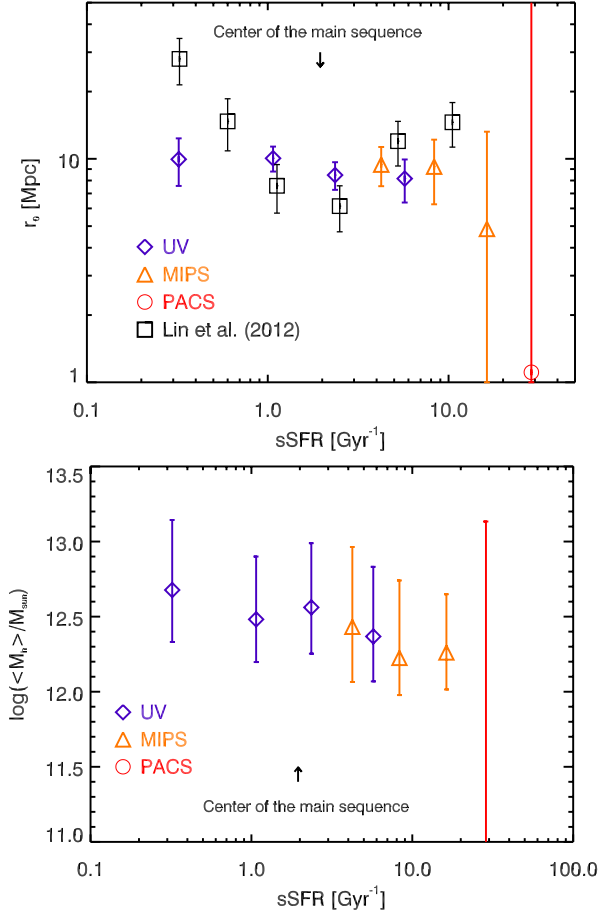 Center of the main sequence
10
1
r₀ [Mpc]
UV
MIPS
PACS
Lin et al. (2012)
0.1 1.0 10.0
sSFR [Gyr⁻¹]
13.5
13.0
12.5
12.0
11.5
11.0
log(<Mₕ>/Mₛᵤₙ)
UV
MIPS
PACS
Center of the main sequence
0.1 1.0 10.0 100.0
sSFR [Gyr⁻¹]